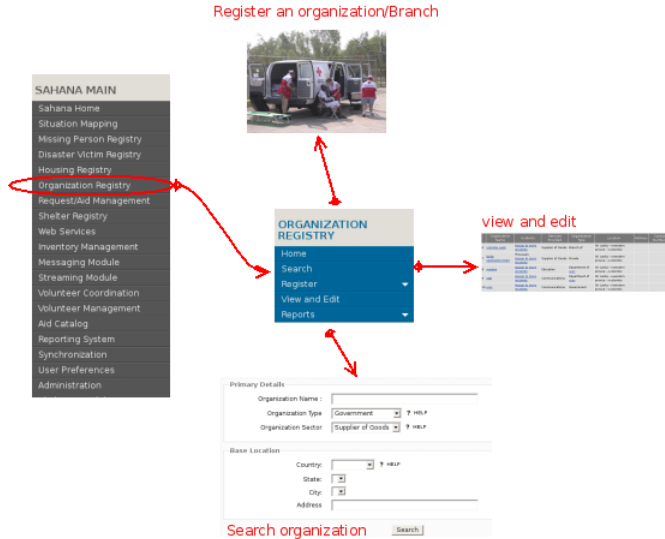 Register an organization/Branch
SAHANA MAIN
Sahana Home
Situation Mapping
Missing Person Registry
Disaster Victim Registry
Housing Registry
Organization Registry
Request/Aid Management
Shelter Registry
Web Services
Inventory Management
Messaging Module
Streaming Module
Volunteer Coordination
Volunteer Management
Aid Catalog
Reporting System
Synchronization
User Preferences
Administration
ORGANIZATION
REGISTRY
Home
Search
Register
View and Edit
Reports
view and edit
Primary Details
Organization Name :
Organization Type Government ? HELP
Organization Sector Supplier of Goods ? HELP
Base Location
Country: ? HELP
State:
City:
Address
Search organization
Search